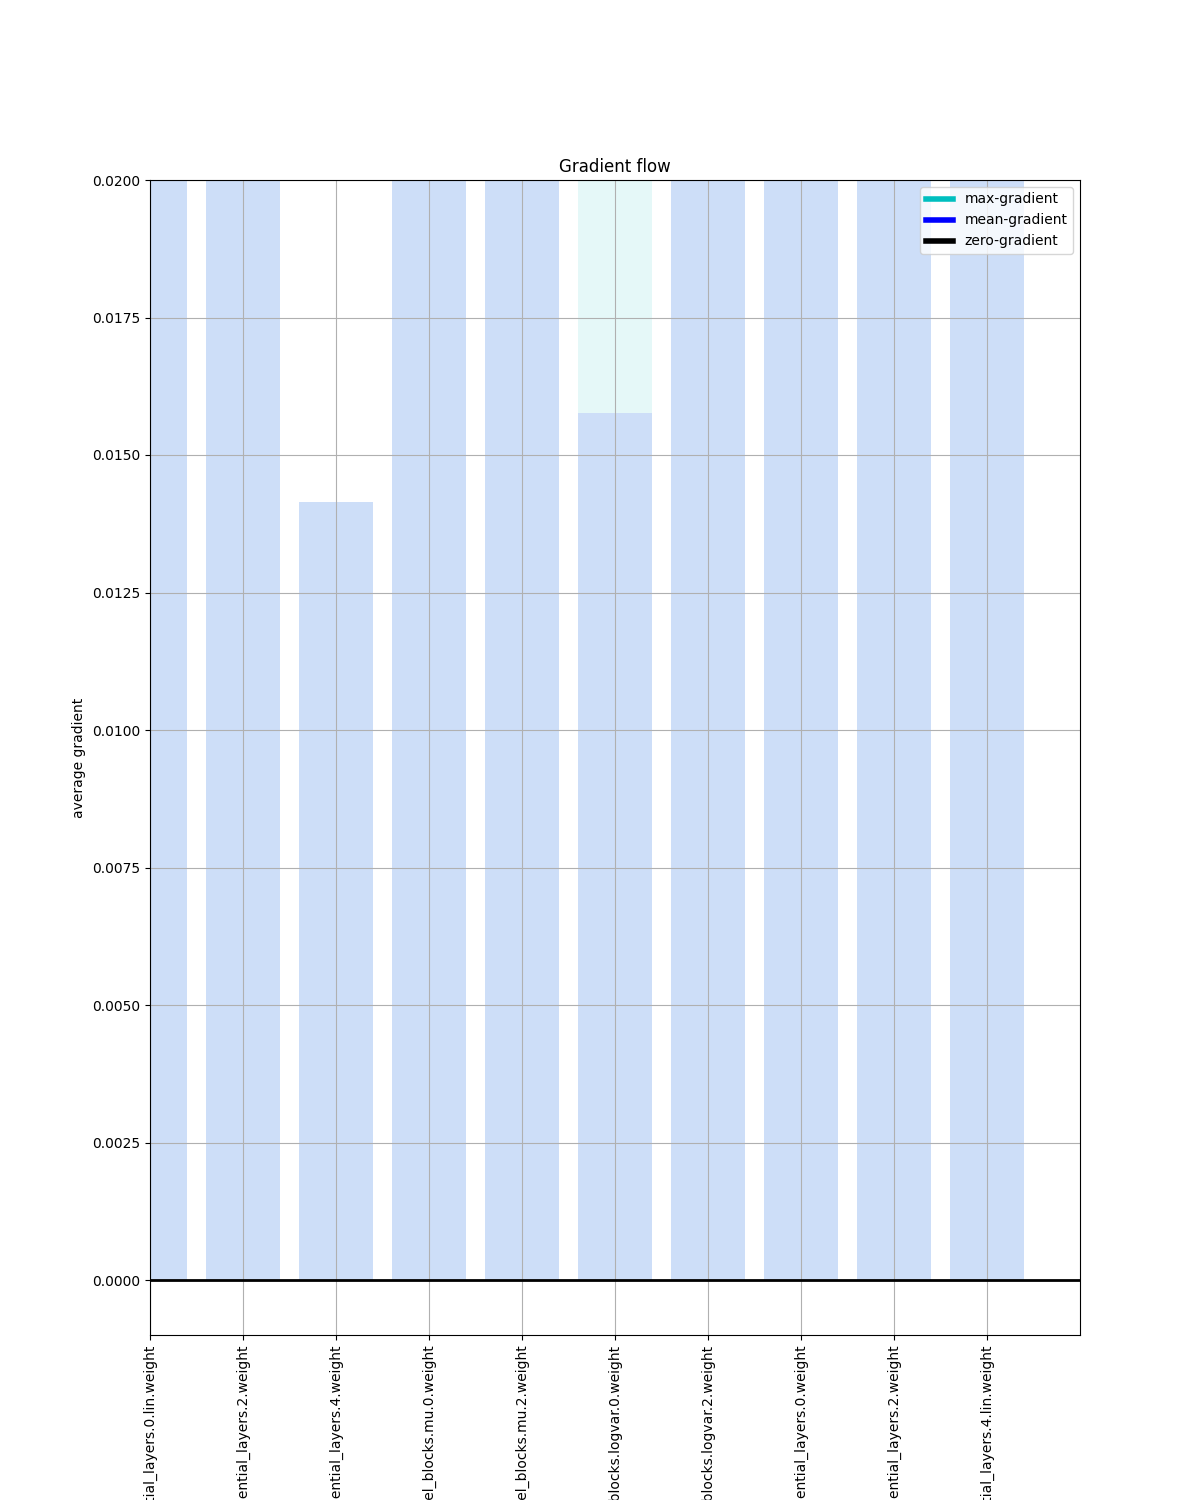 Gradient flow
max-gradient
mean-gradient
zero-gradient
0.0200
0.0175
0.0150
0.0125
0.0100
0.0075
0.0050
0.0025
0.0000
average gradient
tial_layers.0.lin.weight
ential_layers.2.weight
ential_layers.4.weight
el_blocks.mu.0.weight
el_blocks.mu.2.weight
blocks.logvar.0.weight
blocks.logvar.2.weight
ential_layers.0.weight
ential_layers.2.weight
tial_layers.4.lin.weight